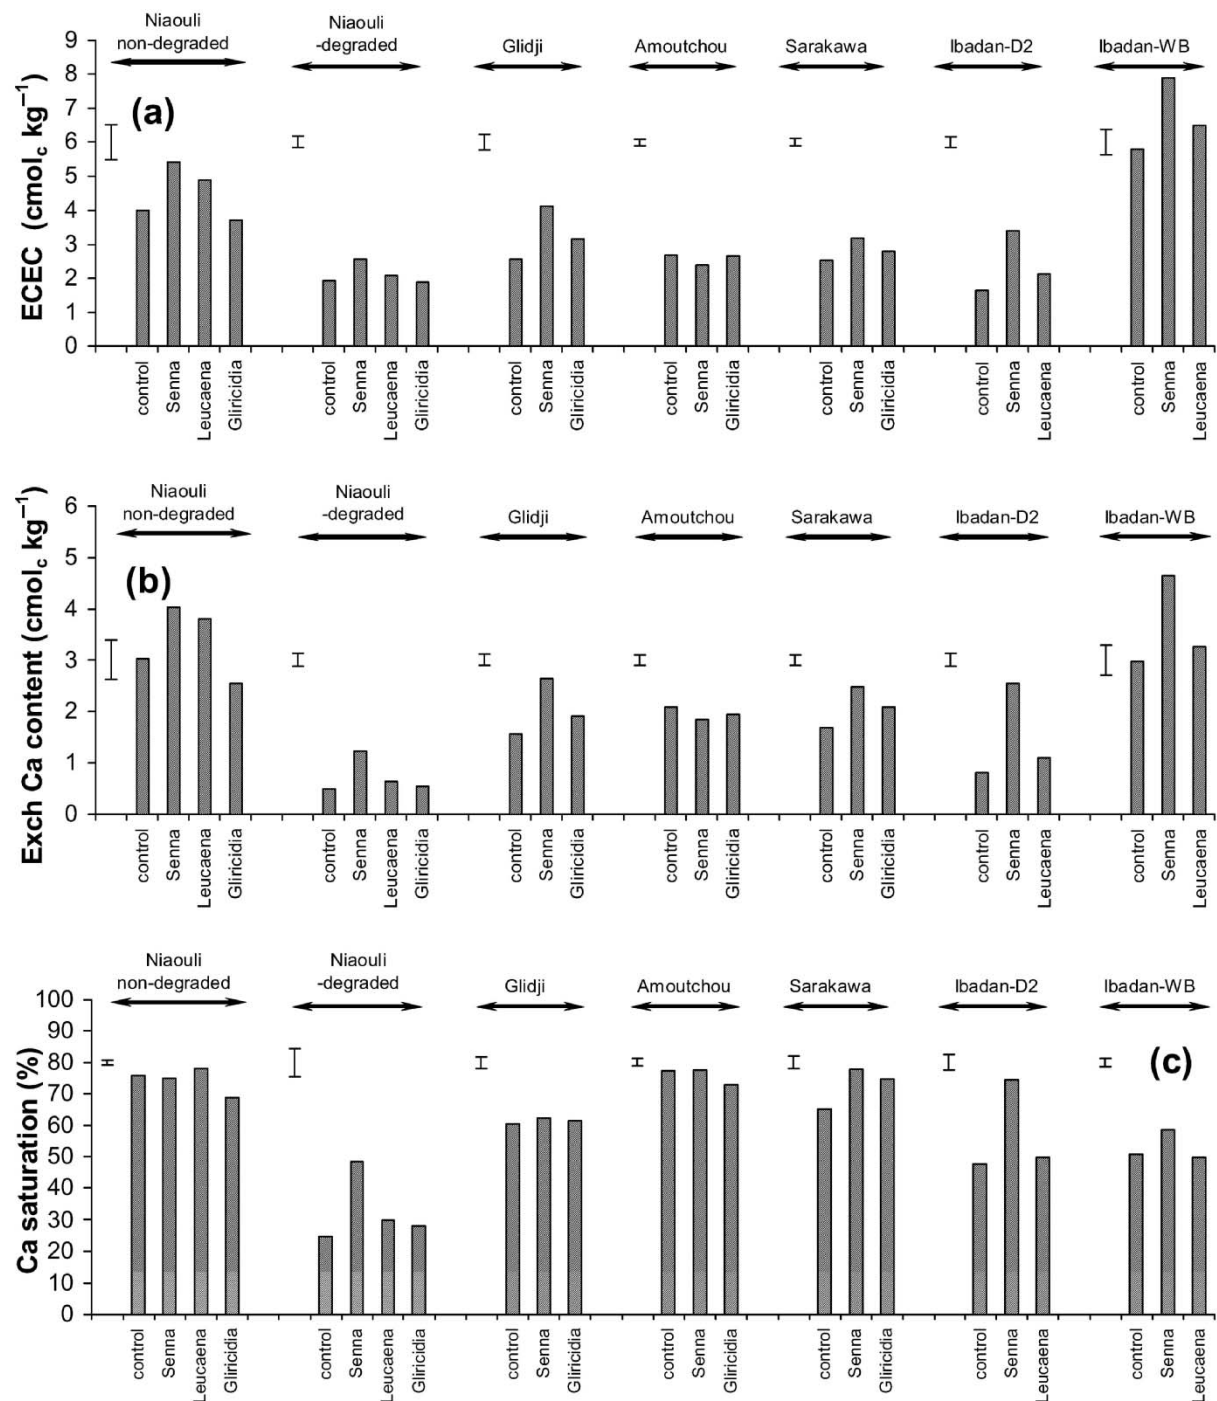 Niaouli
non-degraded
Niaouli
-degraded
Glidji
Amoutchou
Sarakawa
Ibadan-D2
Ibadan-WB
(a)
ECEC (cmolc kg−1)
9
8
7
6
5
4
3
2
1
0
control
Senna
Leucaena
Gliricidia
control
Senna
Leucaena
Gliricidia
control
Senna
Gliricidia
control
Senna
Gliricidia
control
Senna
Gliricidia
control
Senna
Leucaena
control
Senna
Leucaena
Niaouli
non-degraded
Niaouli
-degraded
Glidji
Amoutchou
Sarakawa
Ibadan-D2
Ibadan-WB
(b)
Exch Ca content (cmolc kg−1)
6
5
4
3
2
1
0
control
Senna
Leucaena
Gliricidia
control
Senna
Leucaena
Gliricidia
control
Senna
Gliricidia
control
Senna
Gliricidia
control
Senna
Gliricidia
control
Senna
Leucaena
control
Senna
Leucaena
Niaouli
non-degraded
Niaouli
-degraded
Glidji
Amoutchou
Sarakawa
Ibadan-D2
Ibadan-WB
(c)
Ca saturation (%)
100
90
80
70
60
50
40
30
20
10
0
control
Senna
Leucaena
Gliricidia
control
Senna
Leucaena
Gliricidia
control
Senna
Gliricidia
control
Senna
Gliricidia
control
Senna
Gliricidia
control
Senna
Leucaena
control
Senna
Leucaena